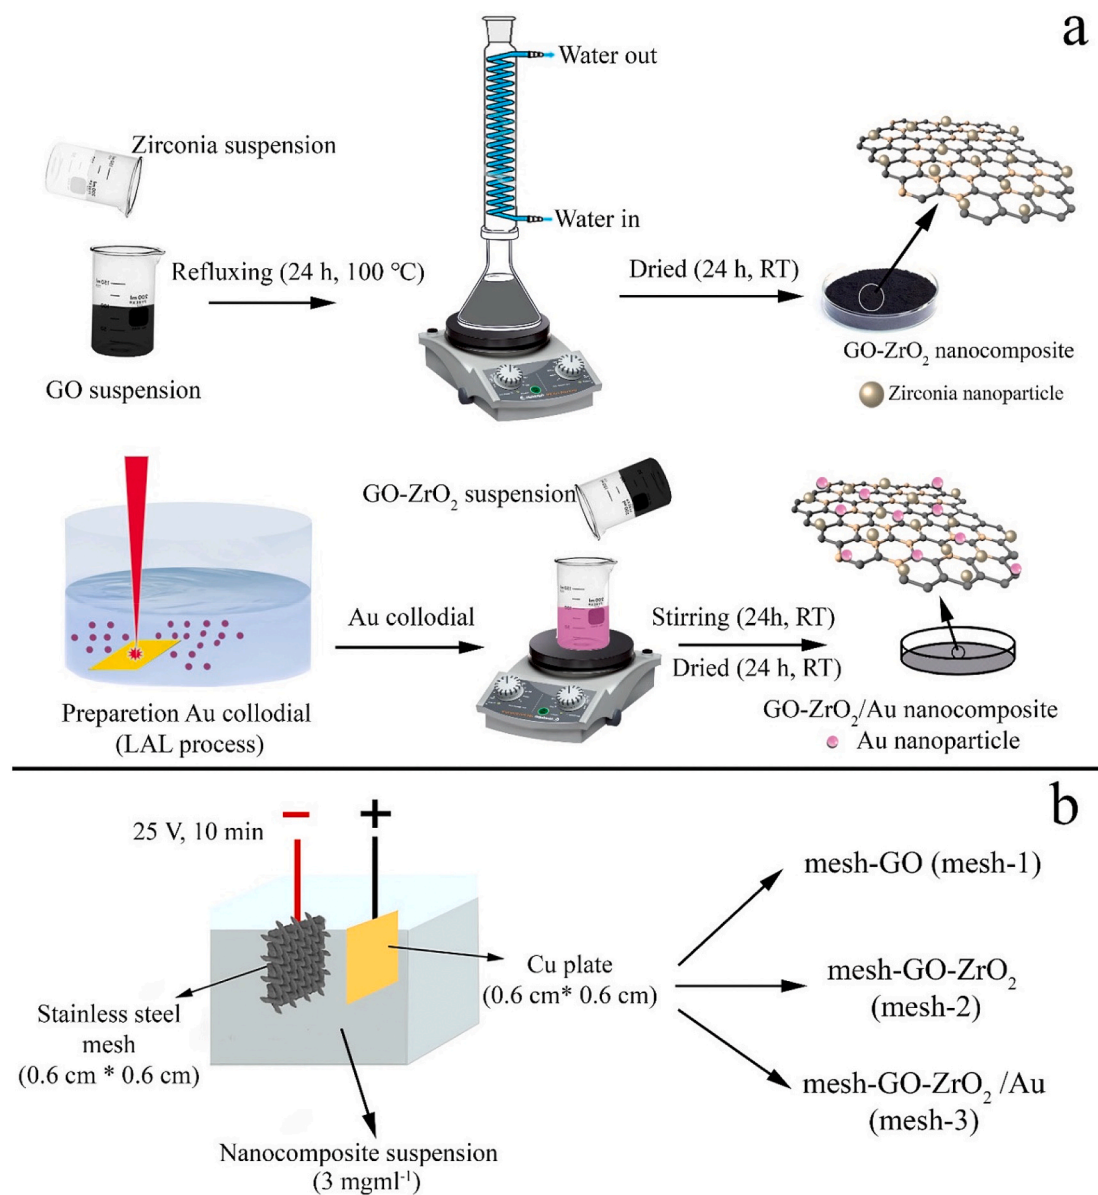 a
Water out
Zirconia suspension
Water in
Refluxing (24 h, 100 °C)
Dried (24 h, RT)
GO suspension
GO-ZrO₂ nanocomposite
Zirconia nanoparticle
GO-ZrO₂ suspension
Au collodial
Stirring (24h, RT)
Dried (24 h, RT)
Preparetion Au collodial
(LAL process)
GO-ZrO₂/Au nanocomposite
Au nanoparticle
b
25 V, 10 min
−
+
mesh-GO (mesh-1)
Cu plate
(0.6 cm* 0.6 cm)
mesh-GO-ZrO₂
(mesh-2)
Stainless steel
mesh
(0.6 cm * 0.6 cm)
mesh-GO-ZrO₂ /Au
(mesh-3)
Nanocomposite suspension
(3 mgml⁻¹)